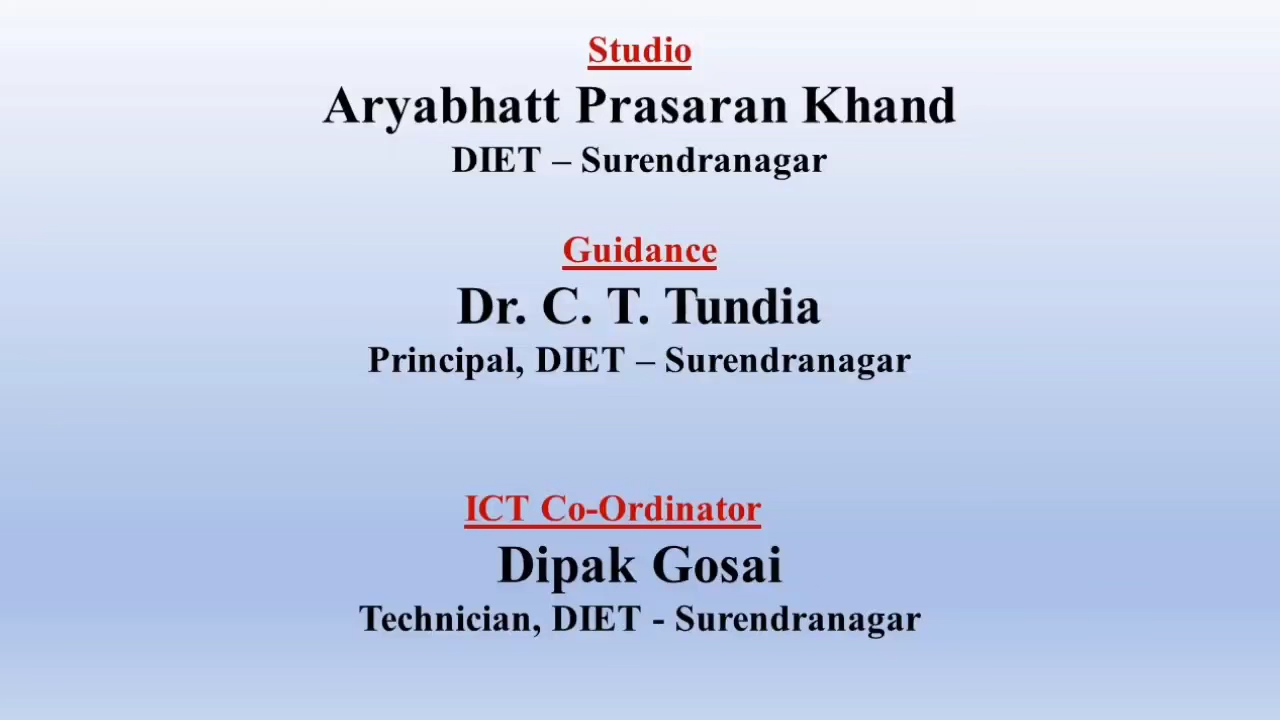 Studio
Aryabhatt Prasaran Khand
DIET – Surendranagar
Guidance
Dr. C. T. Tundia
Principal, DIET – Surendranagar
ICT Co-Ordinator
Dipak Gosai
Technician, DIET - Surendranagar